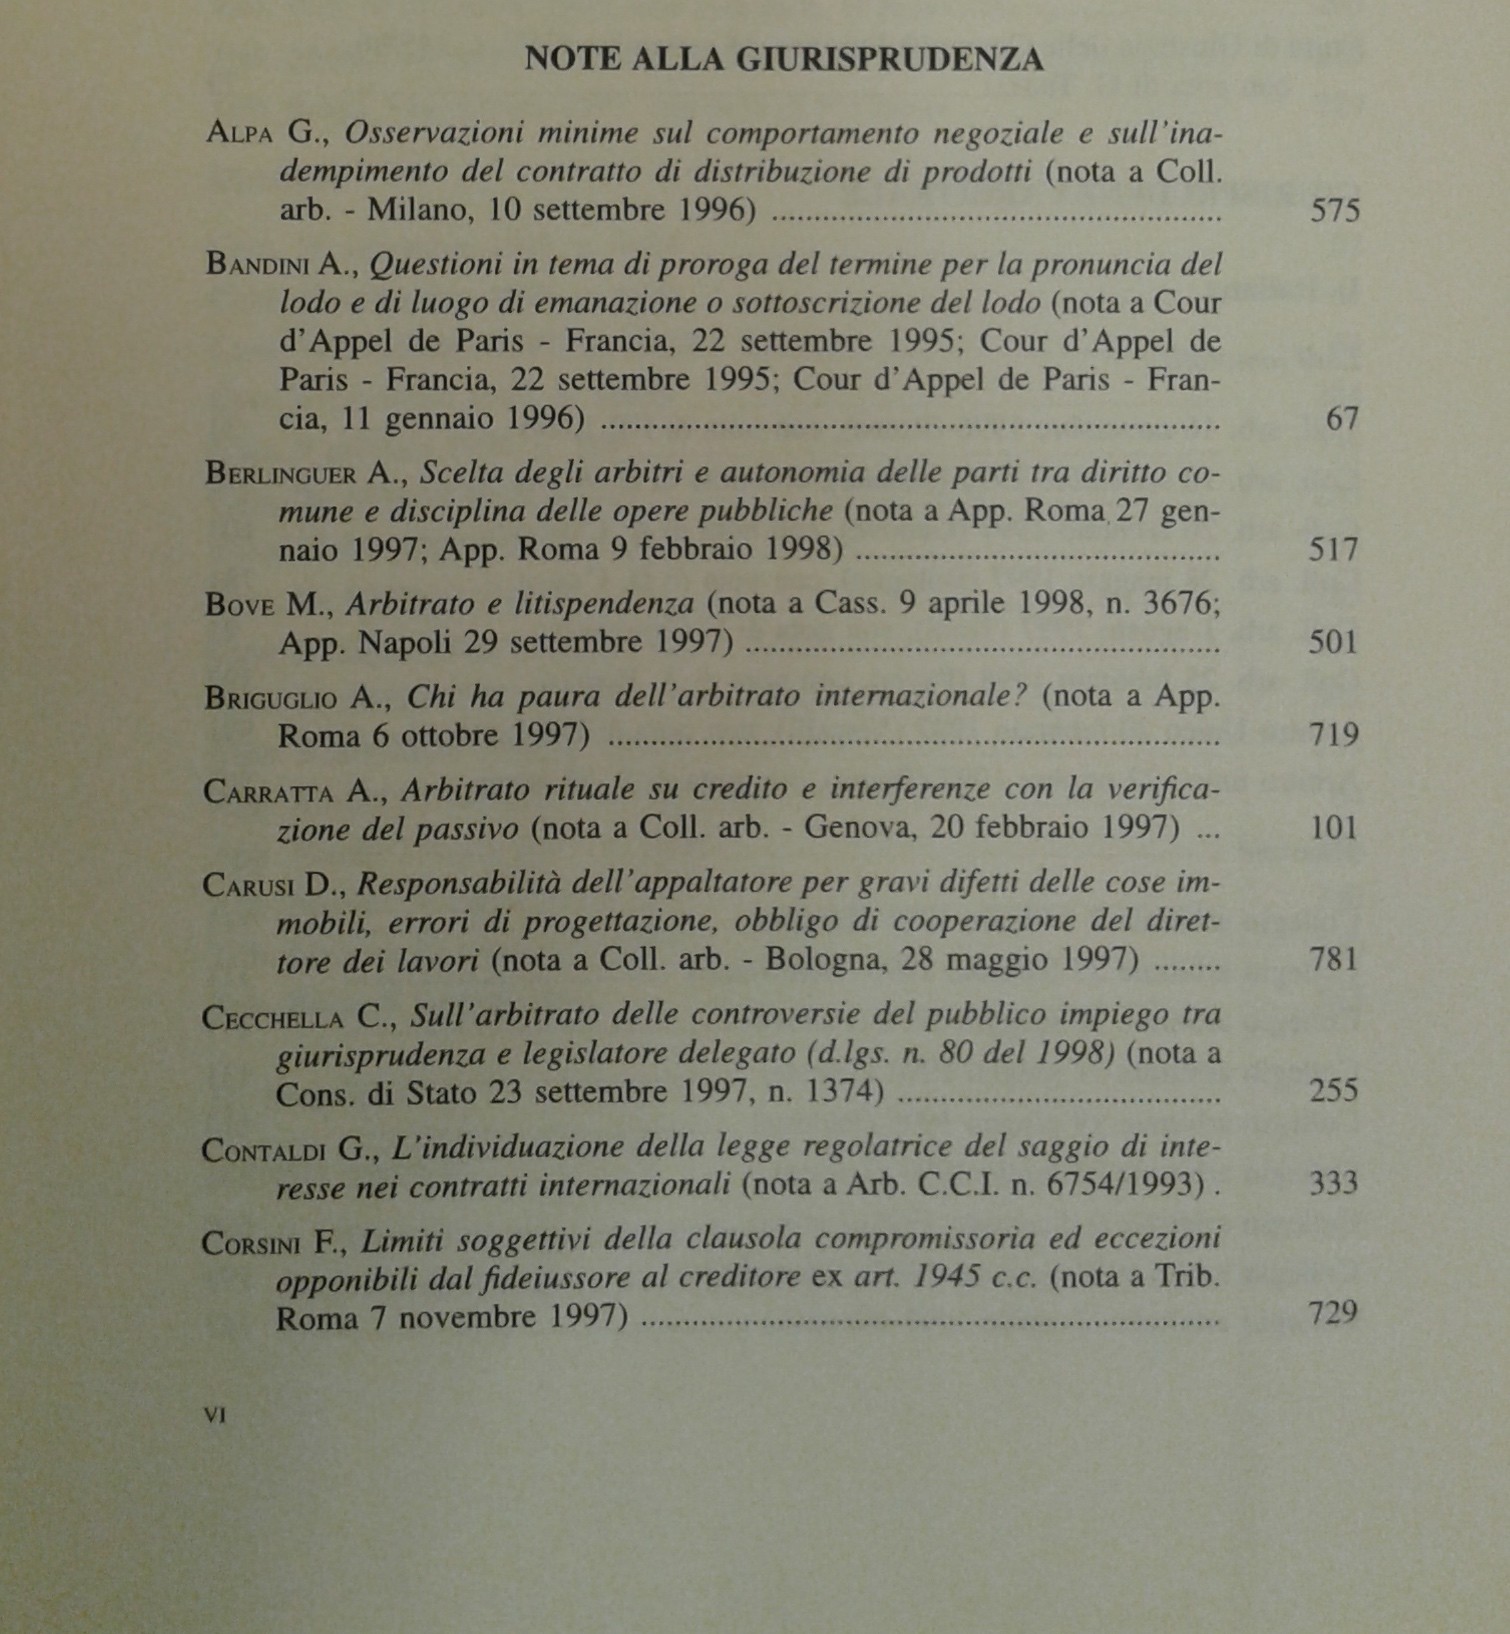 NOTE ALLA GIURISPRUDENZA
ALPA G., Osservazioni minime sul comportamento negoziale e sull'ina-
dempimento del contratto di distribuzione di prodotti (nota a Coll.
arb. - Milano, 10 settembre 1996) ..................................................... 575
BANDINI A., Questioni in tema di proroga del termine per la pronuncia del
lodo e di luogo di emanazione o sottoscrizione del lodo (nota a Cour
d'Appel de Paris - Francia, 22 settembre 1995; Cour d'Appel de
Paris - Francia, 22 settembre 1995; Cour d'Appel de Paris - Fran-
cia, 11 gennaio 1996) ......................................................................... 67
BERLINGUER A., Scelta degli arbitri e autonomia delle parti tra diritto co-
mune e disciplina delle opere pubbliche (nota a App. Roma 27 gen-
naio 1997; App. Roma 9 febbraio 1998) ........................................... 517
BOVE M., Arbitrato e litispendenza (nota a Cass. 9 aprile 1998, n. 3676;
App. Napoli 29 settembre 1997) ........................................................ 501
BRIGUGLIO A., Chi ha paura dell'arbitrato internazionale? (nota a App.
Roma 6 ottobre 1997) ........................................................................ 719
CARRATTA A., Arbitrato rituale su credito e interferenze con la verifica-
zione del passivo (nota a Coll. arb. - Genova, 20 febbraio 1997) ... 101
CARUSI D., Responsabilità dell'appaltatore per gravi difetti delle cose im-
mobili, errori di progettazione, obbligo di cooperazione del diret-
tore dei lavori (nota a Coll. arb. - Bologna, 28 maggio 1997) ........ 781
CECCHELLA C., Sull'arbitrato delle controversie del pubblico impiego tra
giurisprudenza e legislatore delegato (d.lgs. n. 80 del 1998) (nota a
Cons. di Stato 23 settembre 1997, n. 1374) ...................................... 255
CONTALDI G., L'individuazione della legge regolatrice del saggio di inte-
resse nei contratti internazionali (nota a Arb. C.C.I. n. 6754/1993) . 333
CORSINI F., Limiti soggettivi della clausola compromissoria ed eccezioni
opponibili dal fideiussore al creditore ex art. 1945 c.c. (nota a Trib.
Roma 7 novembre 1997) .................................................................... 729
VI